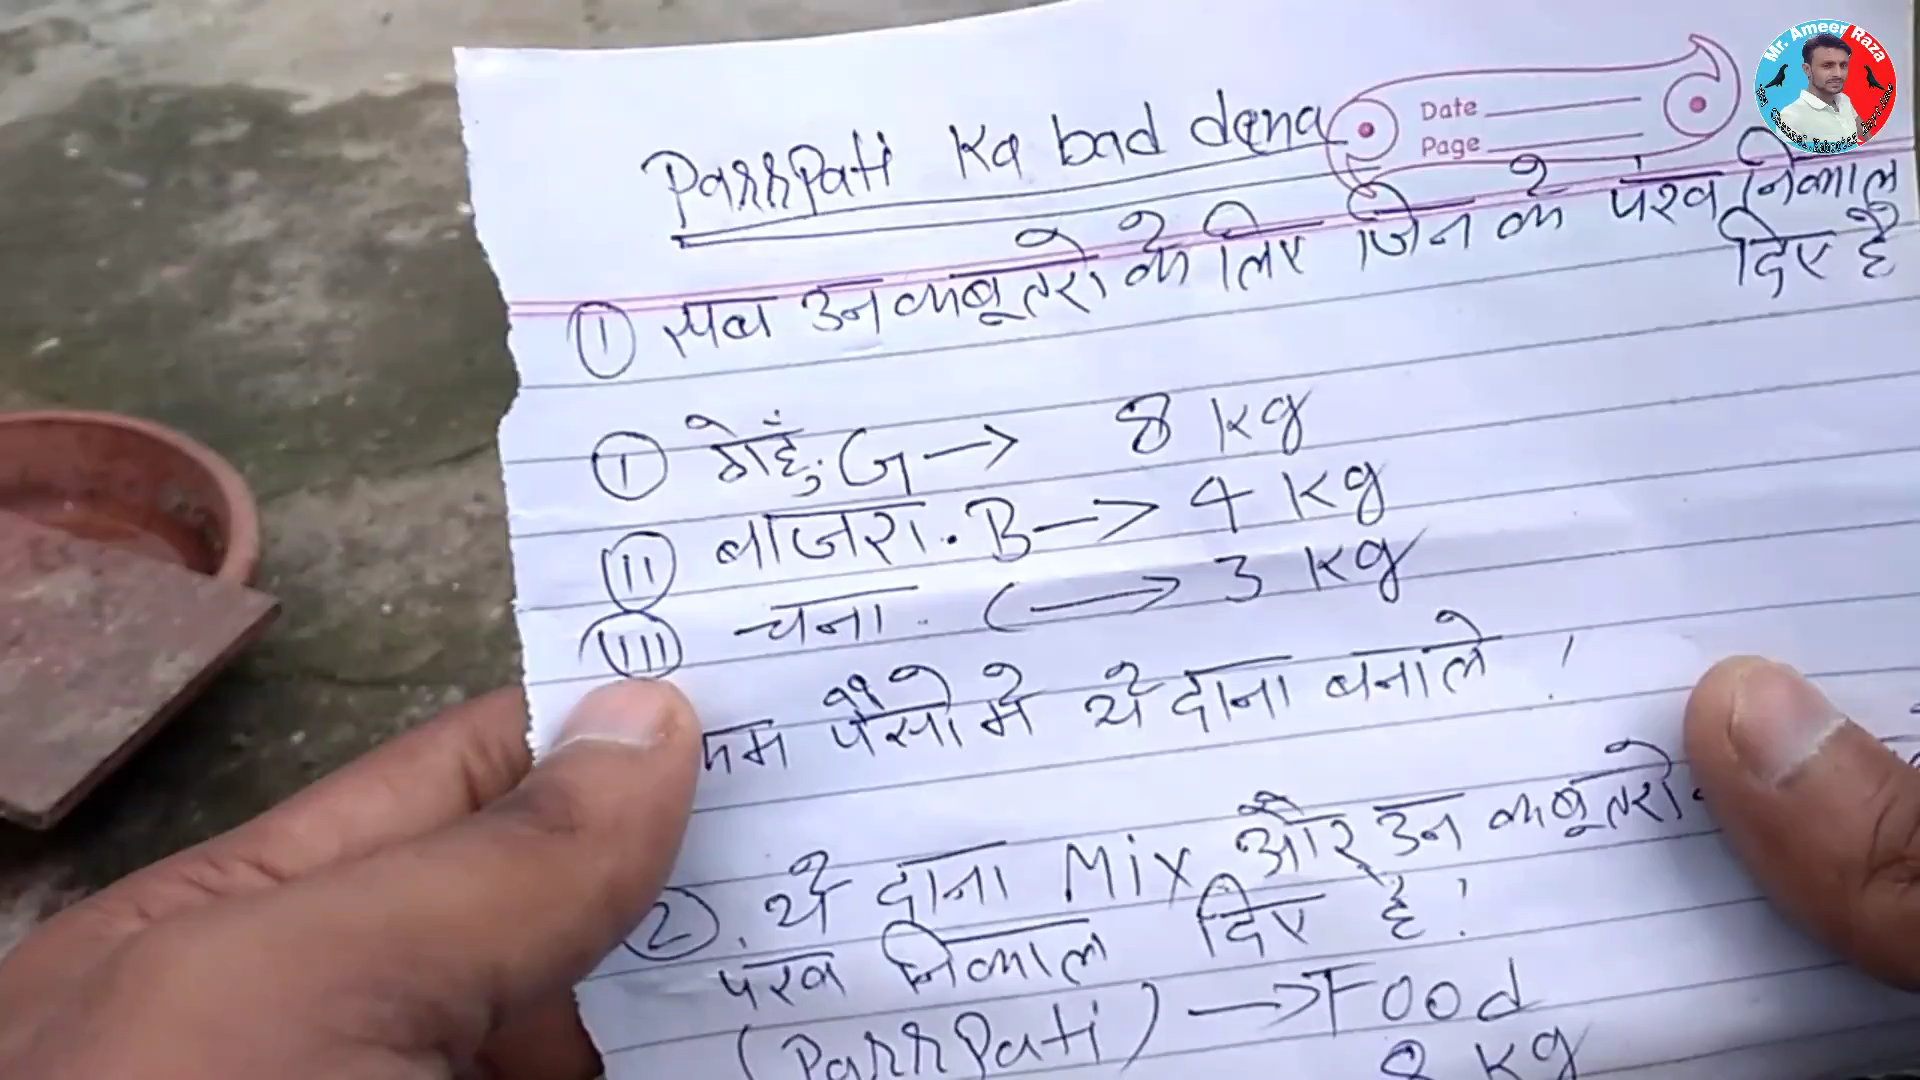 Mr. Ameer Raza
Date
Page
ParrPati Ka bad dana
1 सब उन कबूतरो के लिए जिन के पंख निकाल
दिए है
I गेहुँ. G → 8 kg
II बाजरा. B → 4 kg
III चना. C → 3 kg
कम पैसो मे ये दाना बनाले !
2. ये दाना Mix और उन कबूतरो
पंख निकाल दिए है !
(ParrPati) → Food
8 kg